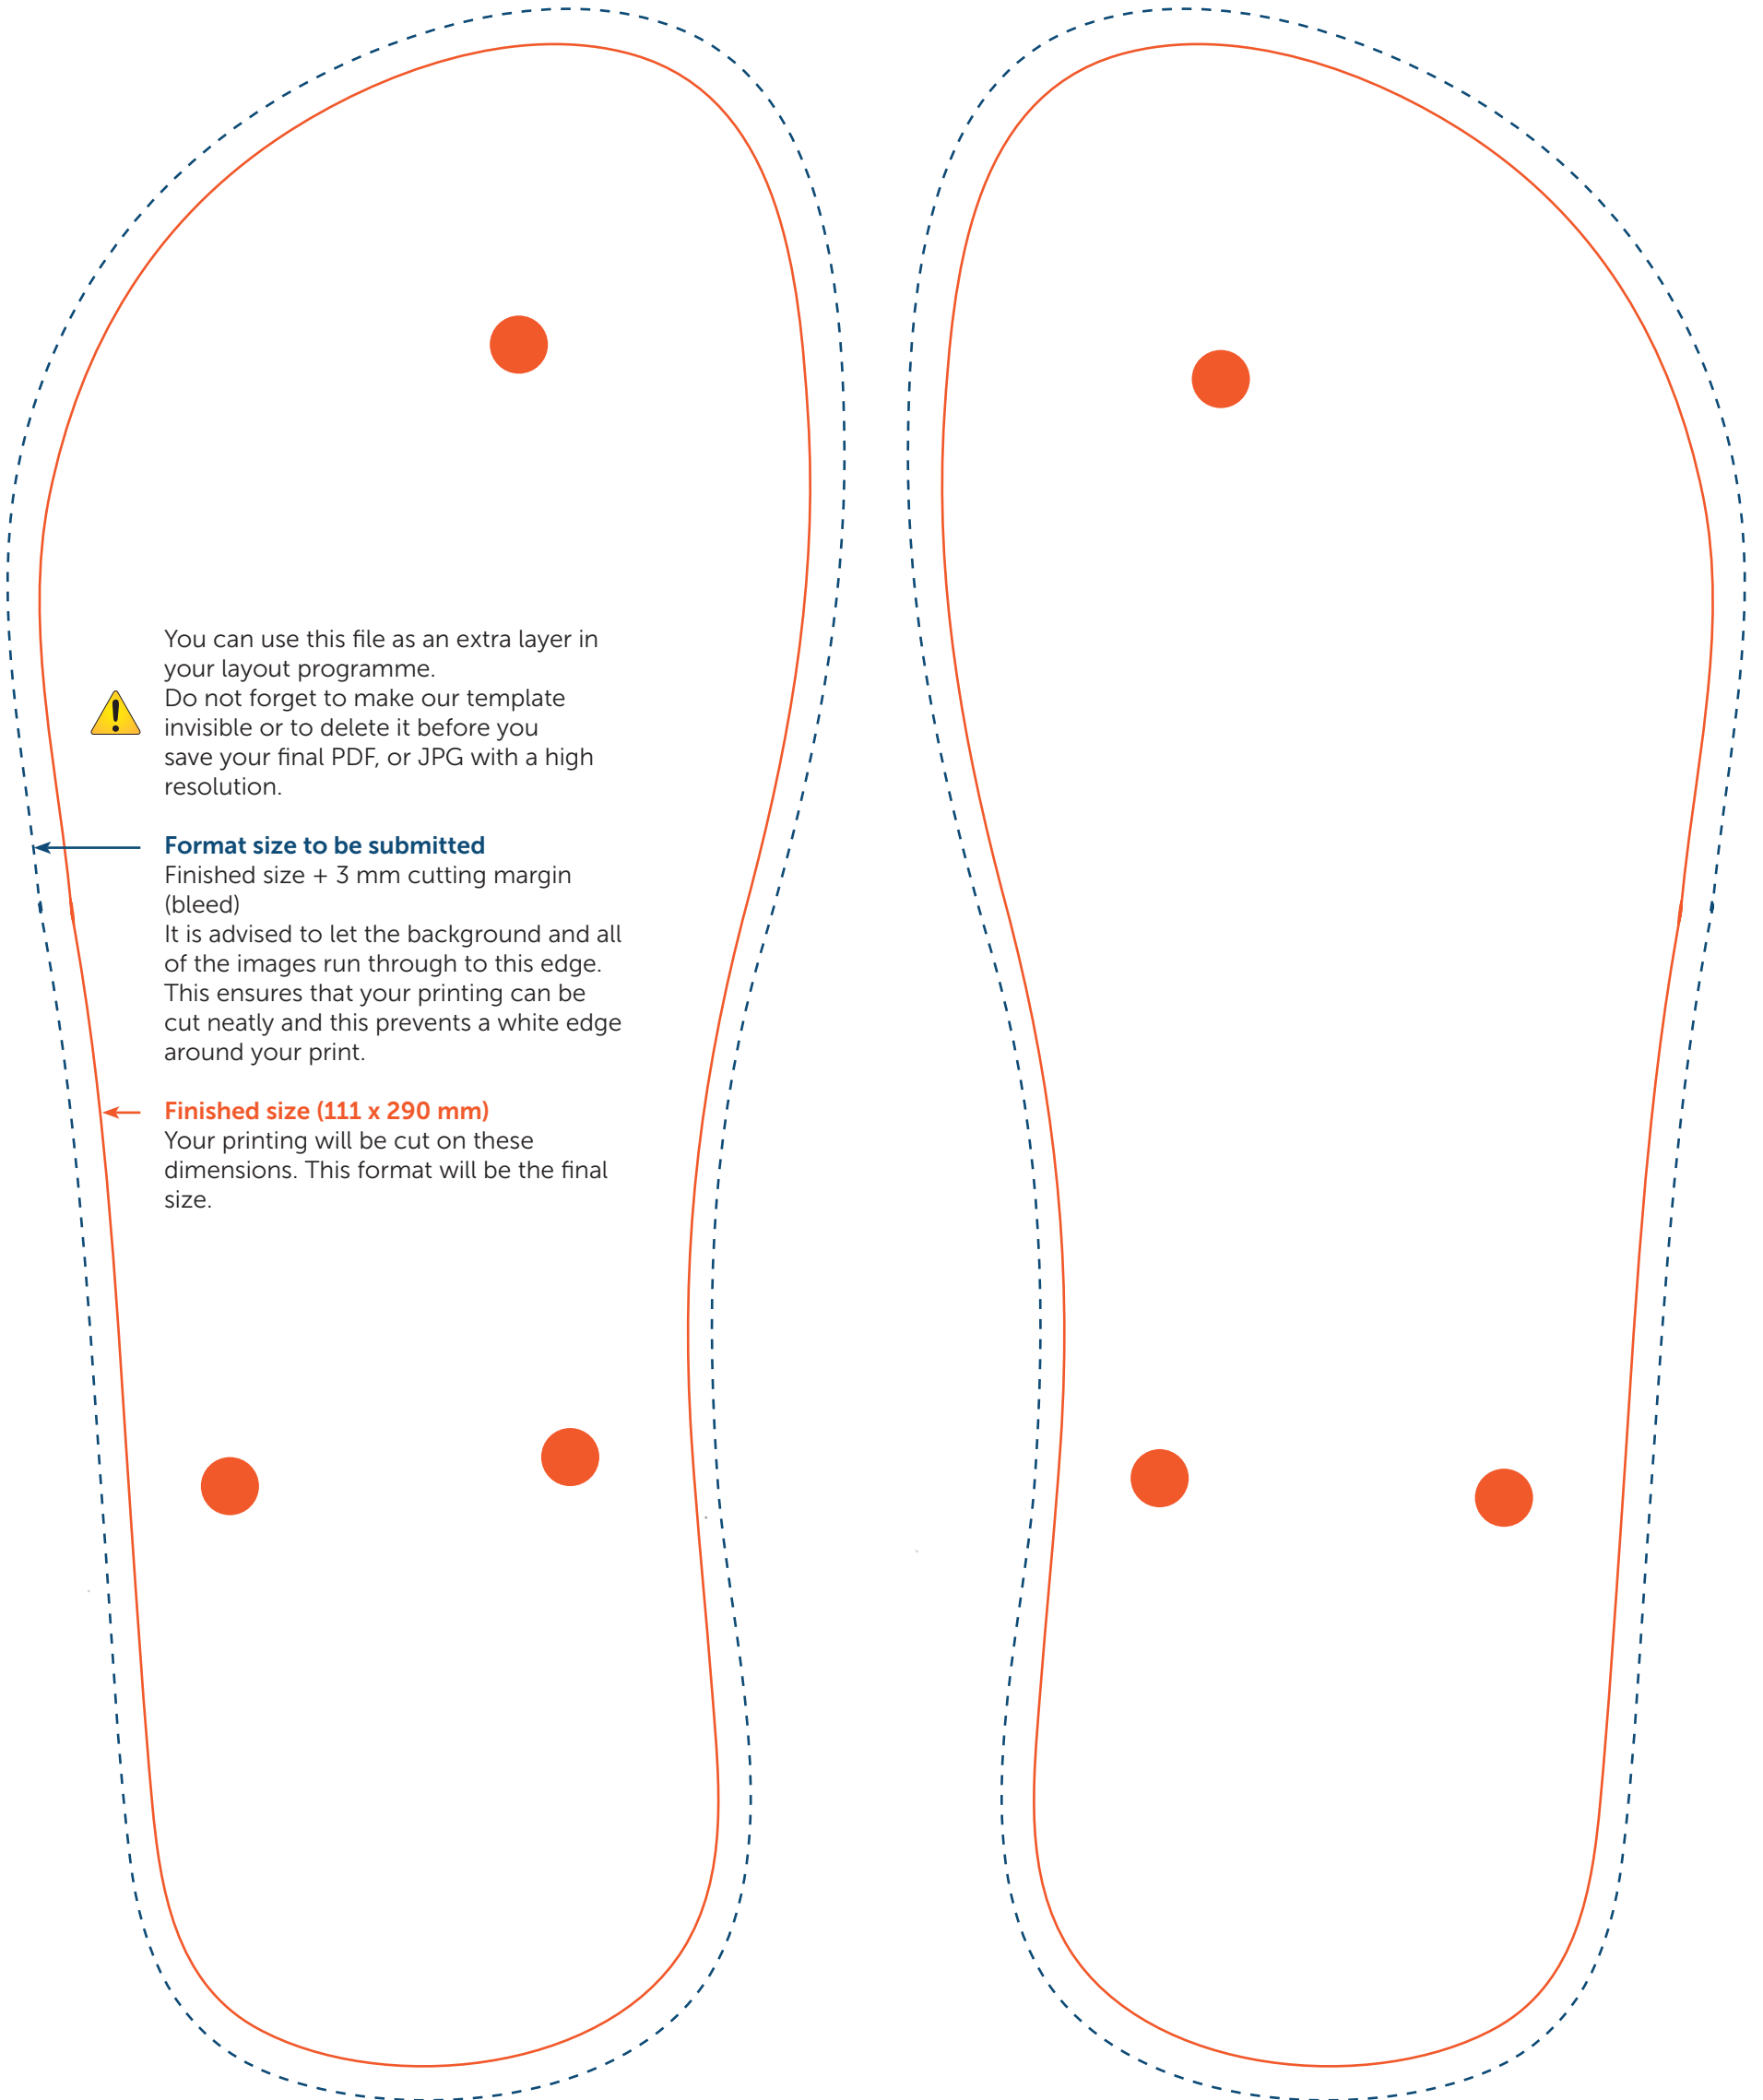 You can use this file as an extra layer in
your layout programme.
Do not forget to make our template
invisible or to delete it before you
save your final PDF, or JPG with a high
resolution.
Format size to be submitted
Finished size + 3 mm cutting margin
(bleed)
It is advised to let the background and all
of the images run through to this edge.
This ensures that your printing can be
cut neatly and this prevents a white edge
around your print.
Finished size (111 x 290 mm)
Your printing will be cut on these
dimensions. This format will be the final
size.